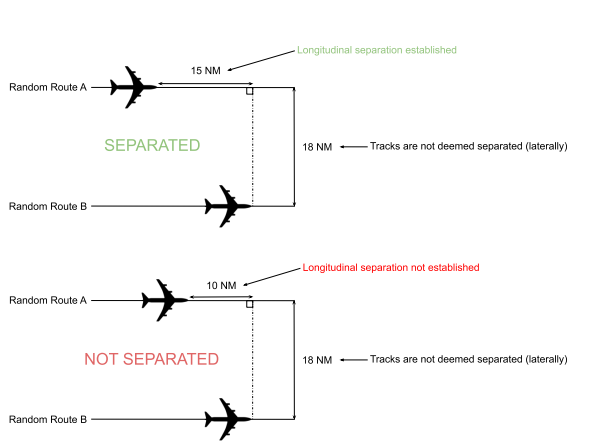 Longitudinal separation established
15 NM
Random Route A
SEPARATED
18 NM
Tracks are not deemed separated (laterally)
Random Route B
Longitudinal separation not established
10 NM
Random Route A
NOT SEPARATED
18 NM
Tracks are not deemed separated (laterally)
Random Route B